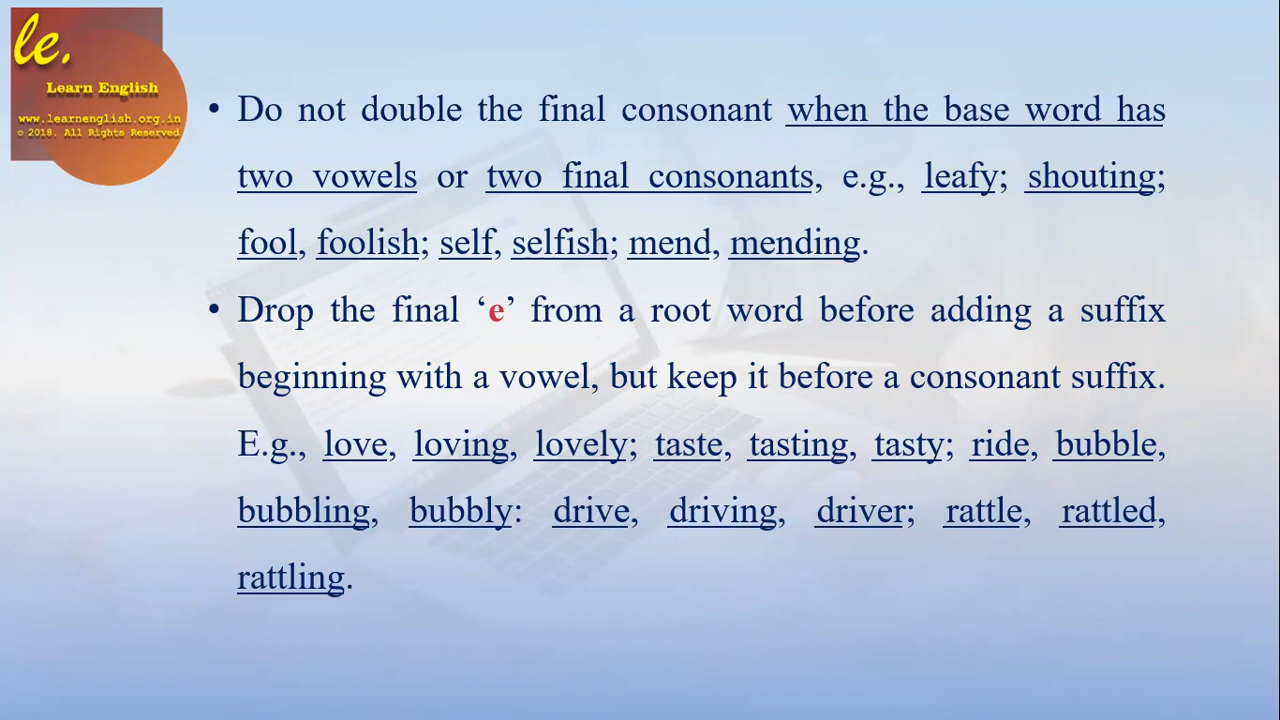 le.
Learn English
www.learnenglish.org.in
© 2018. All Rights Reserved
• Do not double the final consonant when the base word has
two vowels or two final consonants, e.g., leafy; shouting;
fool, foolish; self, selfish; mend, mending.
• Drop the final ‘e’ from a root word before adding a suffix
beginning with a vowel, but keep it before a consonant suffix.
E.g., love, loving, lovely; taste, tasting, tasty; ride, bubble,
bubbling, bubbly: drive, driving, driver; rattle, rattled,
rattling.